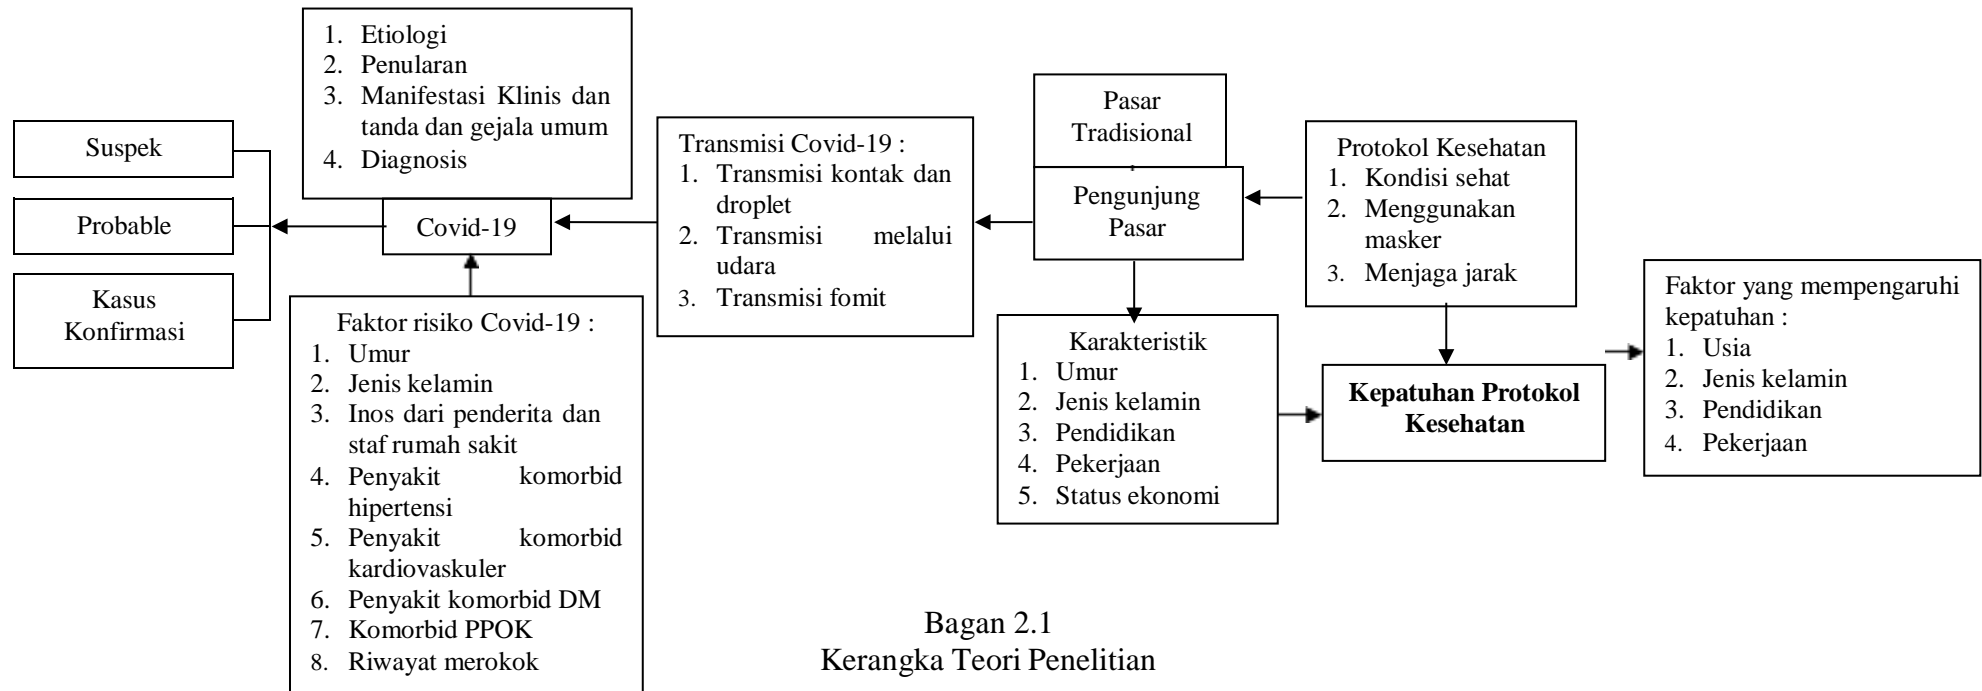 Suspek
Probable
Kasus
Konfirmasi
1. Etiologi
2. Penularan
3. Manifestasi Klinis dan
tanda dan gejala umum
4. Diagnosis
Covid-19
Faktor risiko Covid-19 :
1. Umur
2. Jenis kelamin
3. Inos dari penderita dan
staf rumah sakit
4. Penyakit komorbid
hipertensi
5. Penyakit komorbid
kardiovaskuler
6. Penyakit komorbid DM
7. Komorbid PPOK
8. Riwayat merokok
Transmisi Covid-19 :
1. Transmisi kontak dan
droplet
2. Transmisi melalui
udara
3. Transmisi fomit
Pasar
Tradisional
Pengunjung
Pasar
Karakteristik
1. Umur
2. Jenis kelamin
3. Pendidikan
4. Pekerjaan
5. Status ekonomi
Protokol Kesehatan
1. Kondisi sehat
2. Menggunakan
masker
3. Menjaga jarak
Kepatuhan Protokol
Kesehatan
Faktor yang mempengaruhi
kepatuhan :
1. Usia
2. Jenis kelamin
3. Pendidikan
4. Pekerjaan
Bagan 2.1
Kerangka Teori Penelitian